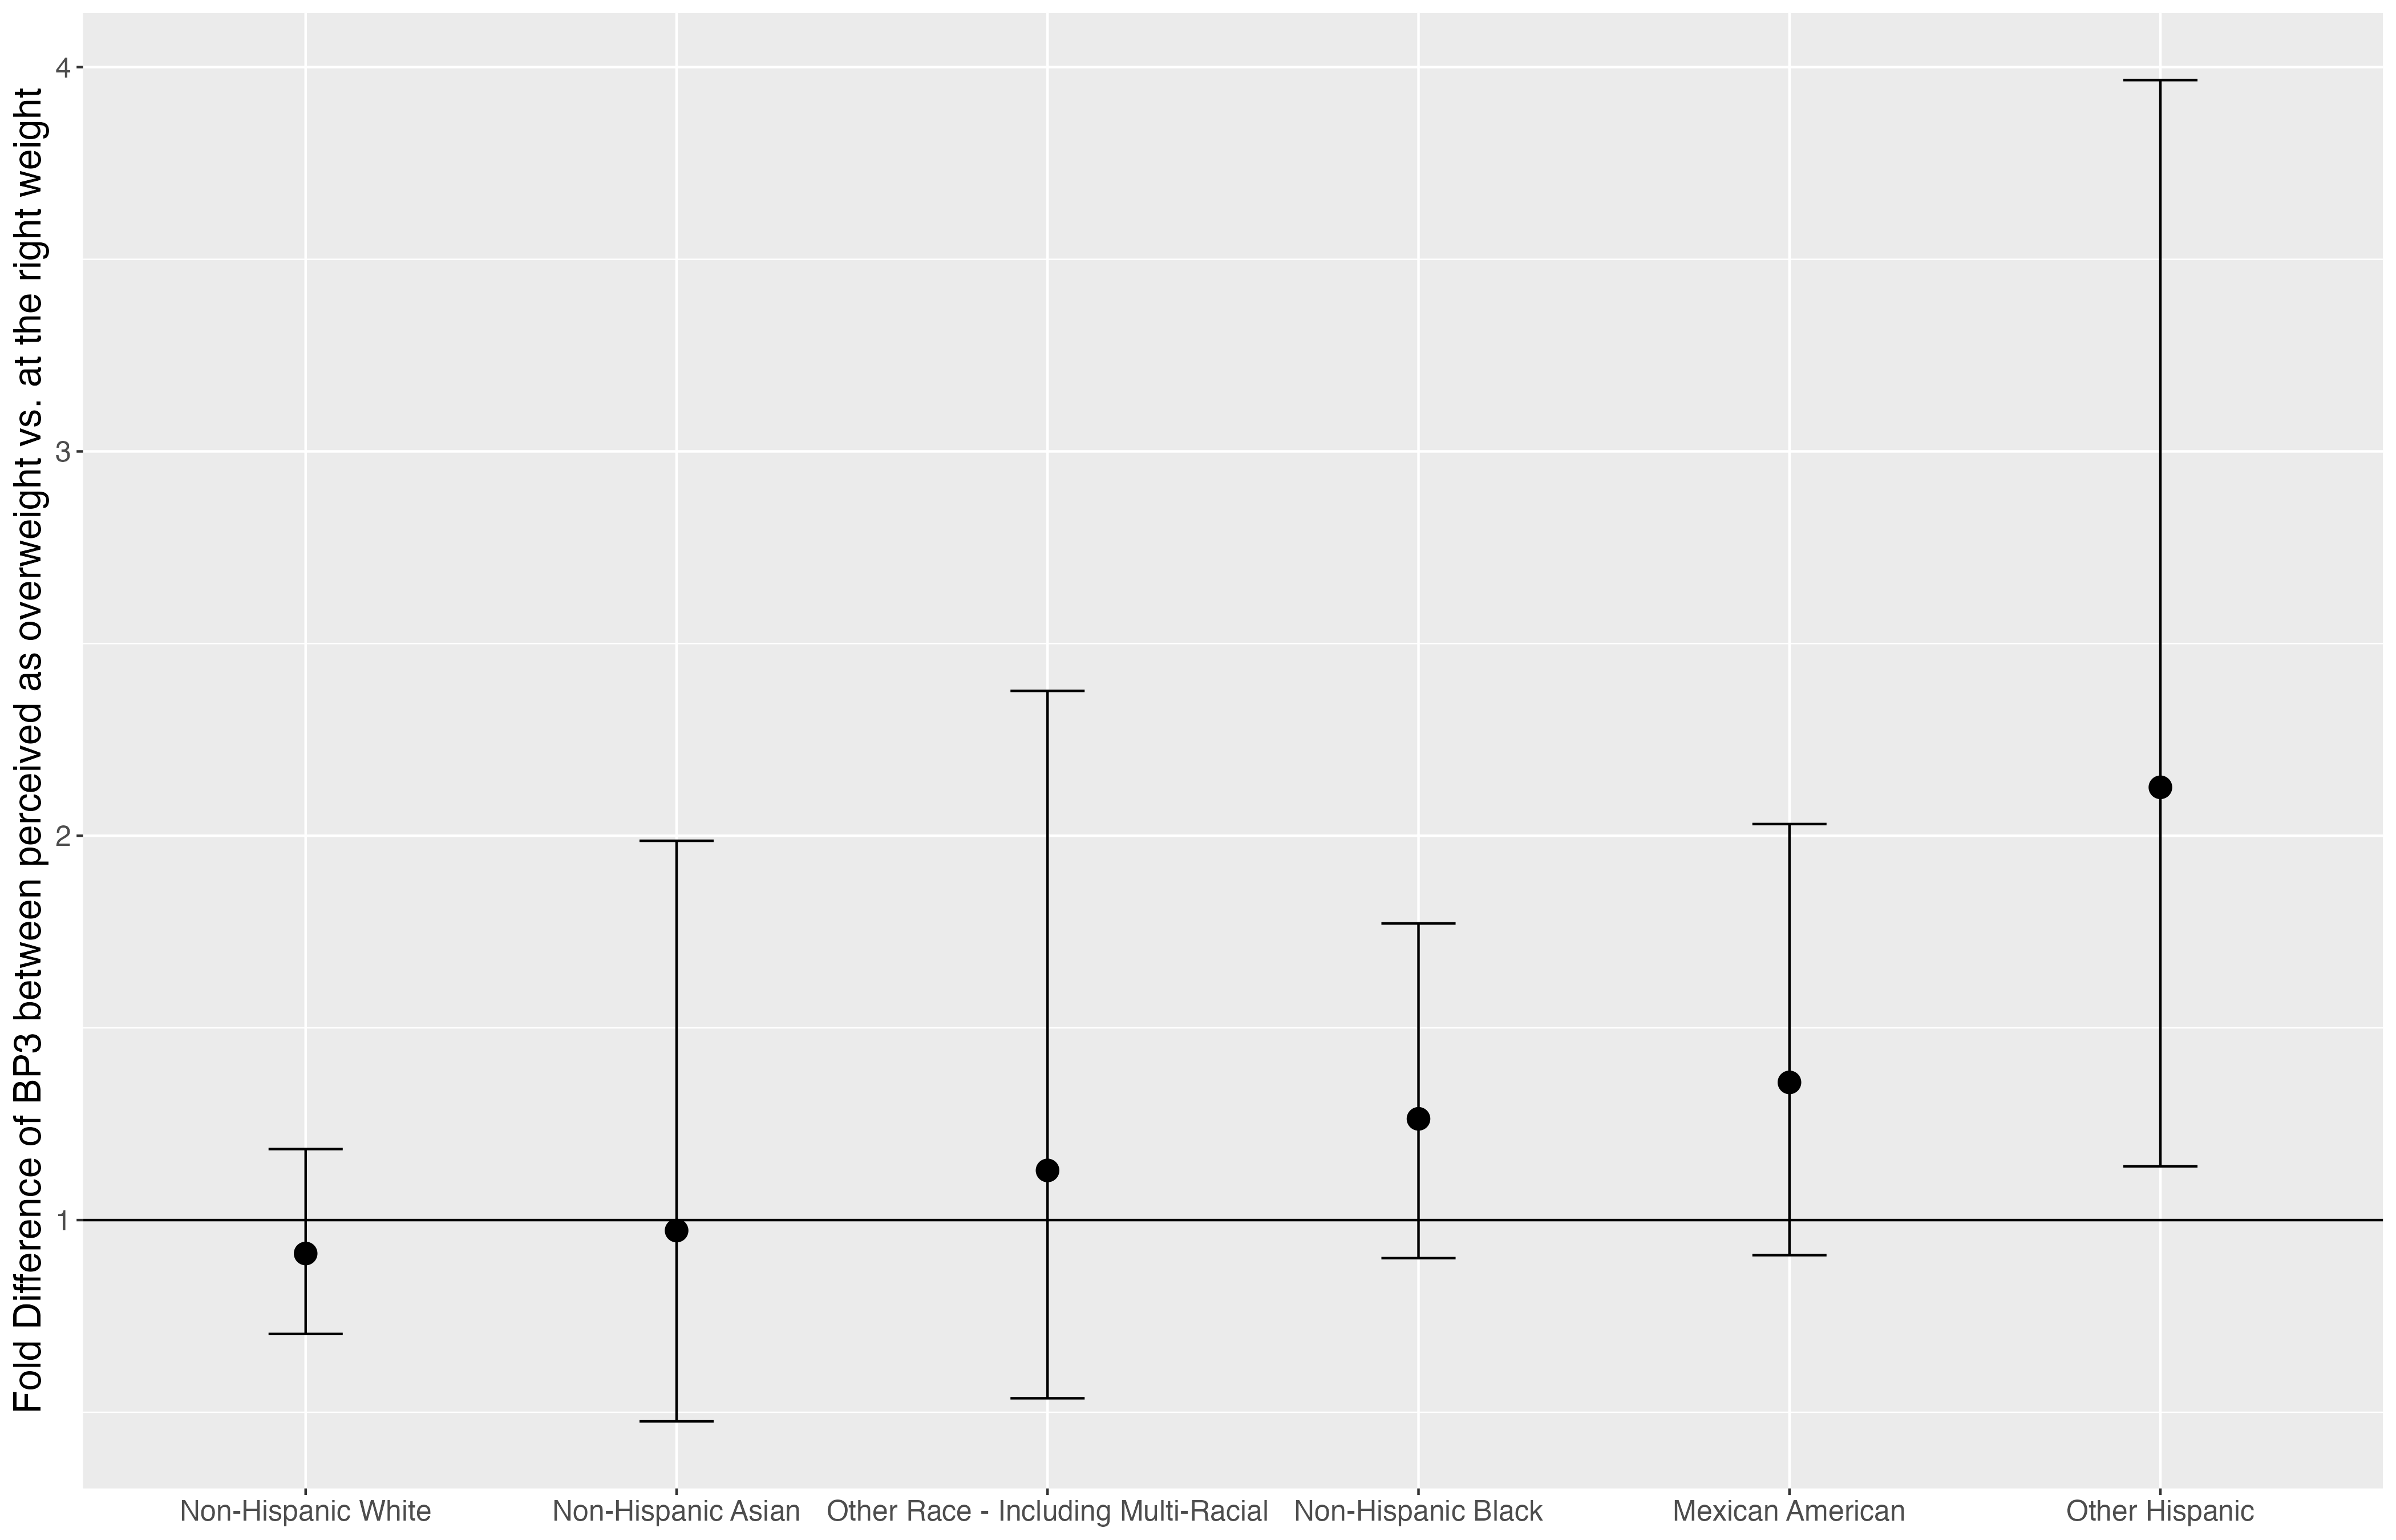 Fold Difference of BP3 between perceived as overweight vs. at the right weight
4
3
2
1
Non-Hispanic White
Non-Hispanic Asian
Other Race - Including Multi-Racial
Non-Hispanic Black
Mexican American
Other Hispanic